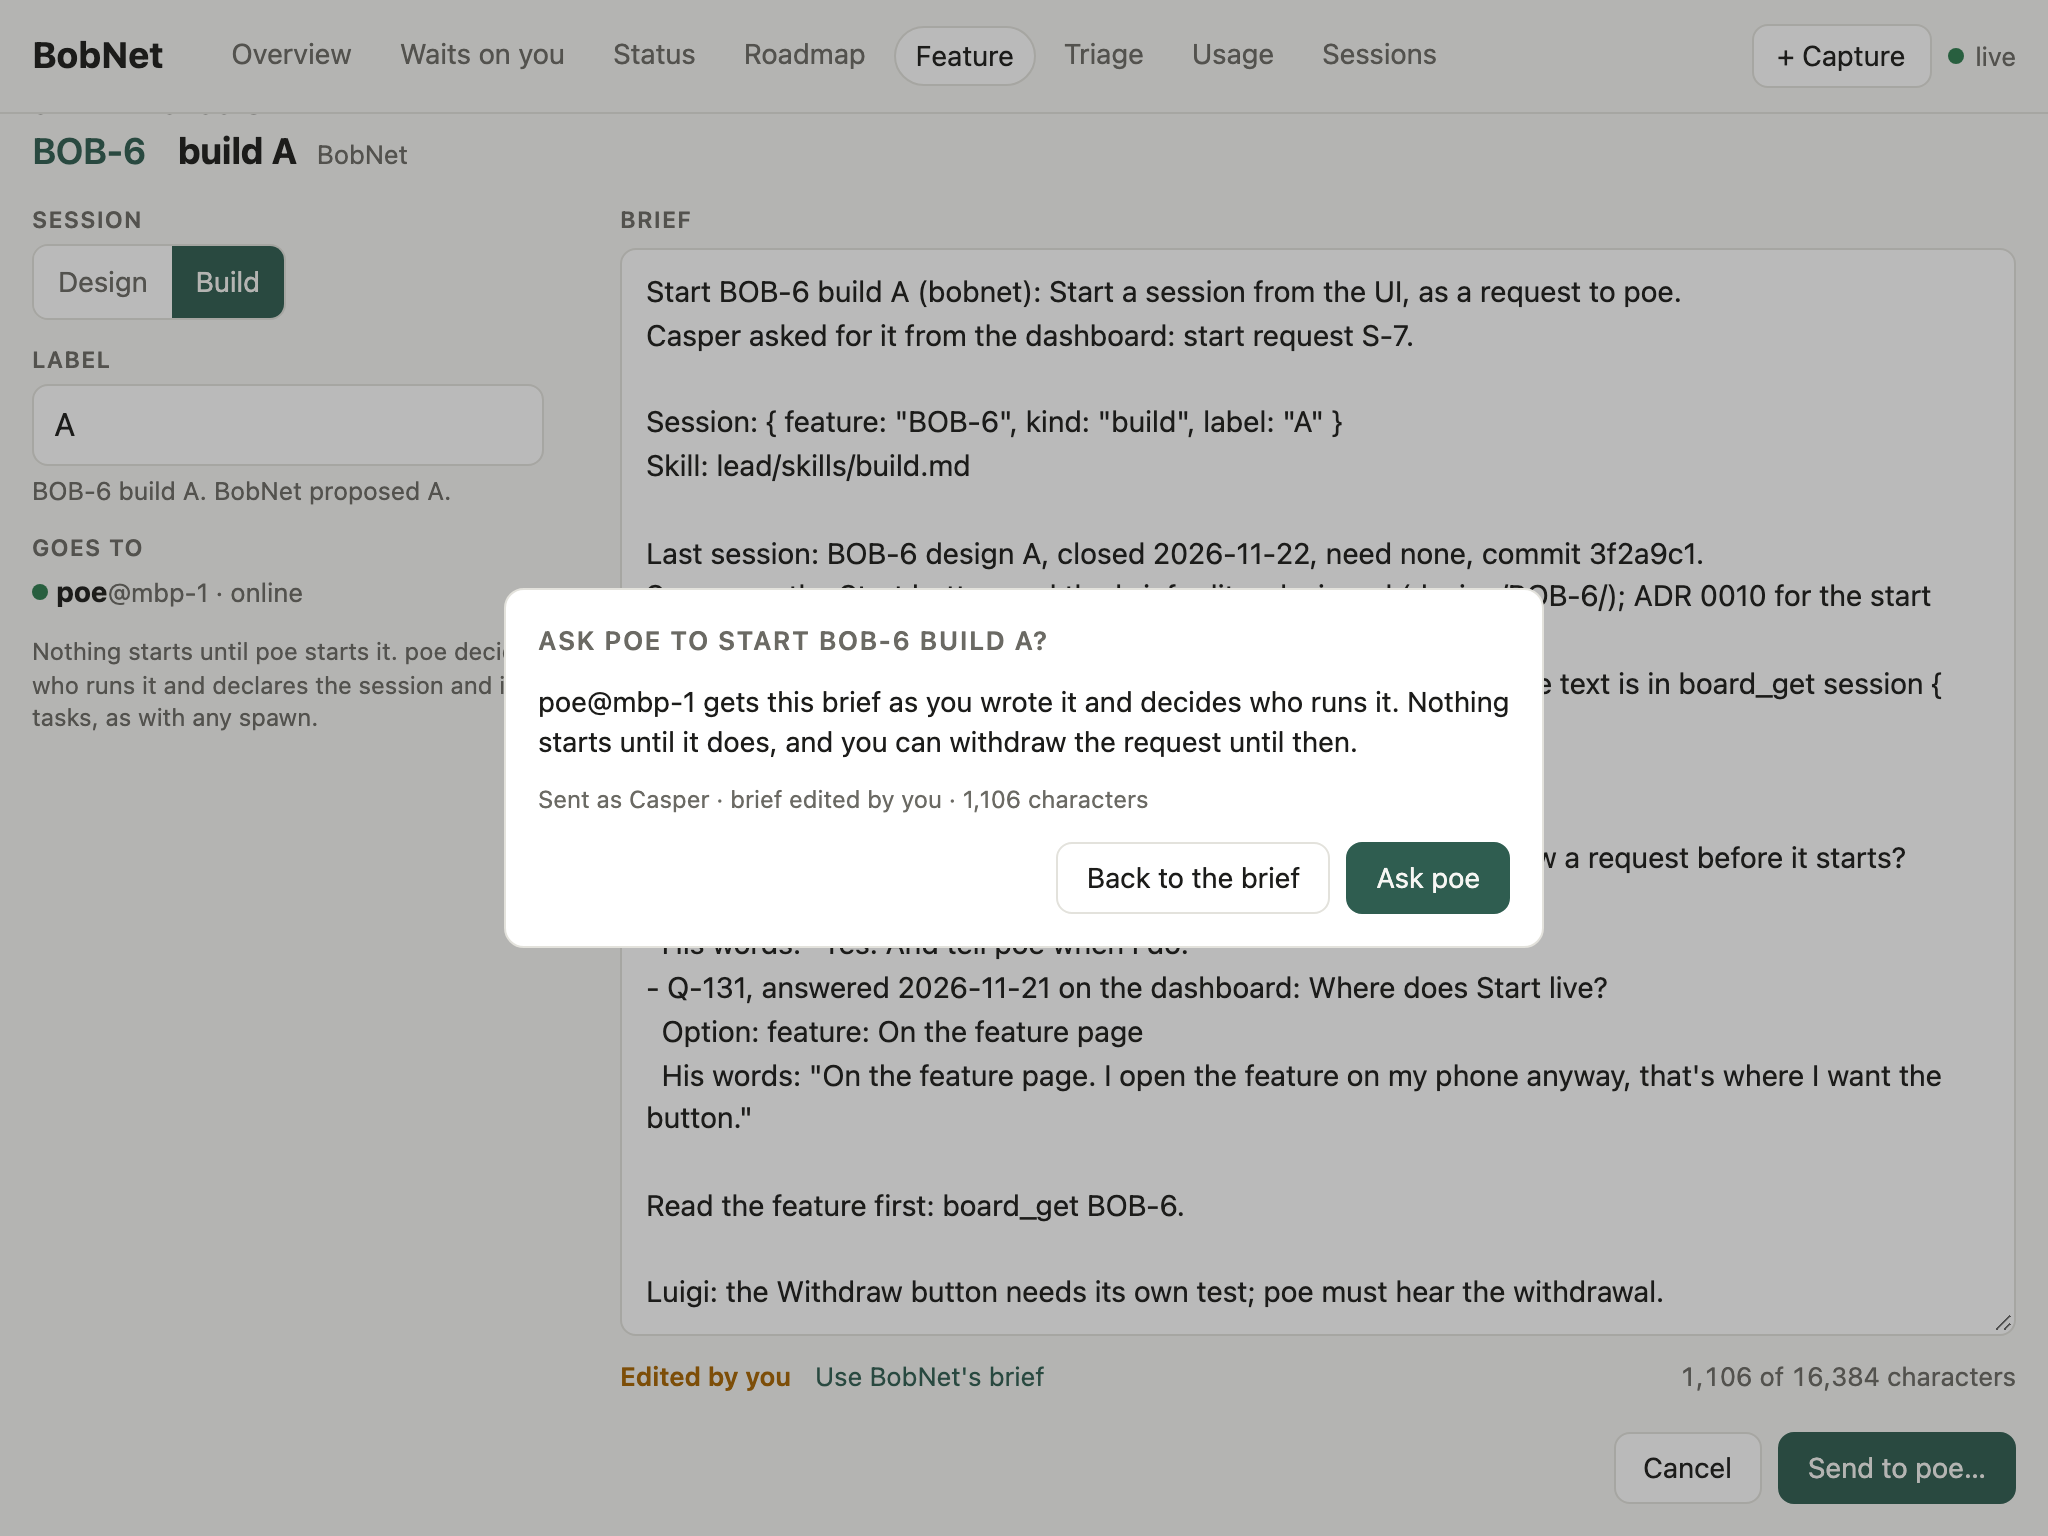 BobNet Overview Waits on you Status Roadmap Feature Triage Usage Sessions + Capture live
BOB-6 build A BobNet
SESSION
Design Build
LABEL
A
BOB-6 build A. BobNet proposed A.
GOES TO
poe@mbp-1 · online
Nothing starts until poe starts it. poe
who runs it and declares the session and
tasks, as with any spawn.
BRIEF
Start BOB-6 build A (bobnet): Start a session from the UI, as a request to poe.
Casper asked for it from the dashboard: start request S-7.
Session: { feature: "BOB-6", kind: "build", label: "A" }
Skill: lead/skills/build.md
Last session: BOB-6 design A, closed 2026-11-22, need none, commit 3f2a9c1.
OB-6/); ADR 0010 for the start
text is in board_get session {
a request before it starts?
His words: "Yes. And tell poe when I do."
- Q-131, answered 2026-11-21 on the dashboard: Where does Start live?
Option: feature: On the feature page
His words: "On the feature page. I open the feature on my phone anyway, that's where I want the
button."
Read the feature first: board_get BOB-6.
Luigi: the Withdraw button needs its own test; poe must hear the withdrawal.
Edited by you Use BobNet's brief 1,106 of 16,384 characters
Cancel Send to poe…
ASK POE TO START BOB-6 BUILD A?
poe@mbp-1 gets this brief as you wrote it and decides who runs it. Nothing
starts until it does, and you can withdraw the request until then.
Sent as Casper · brief edited by you · 1,106 characters
Back to the brief Ask poe